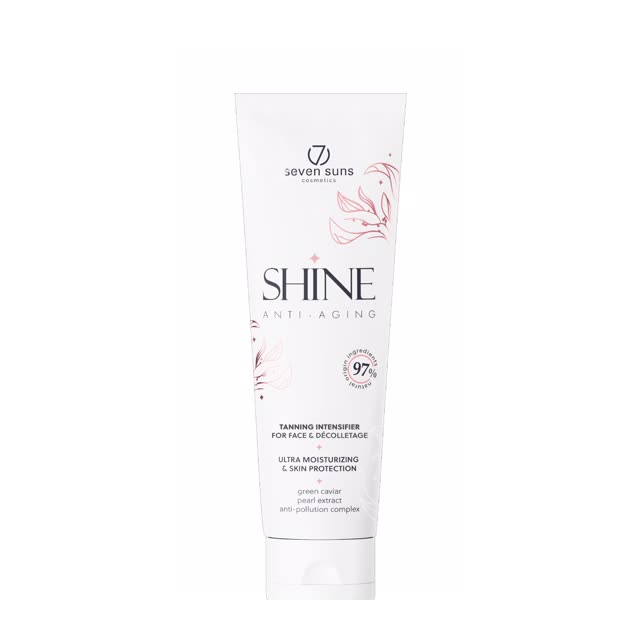 7
seven suns
cosmetics
SHINE
ANTI-AGING
97%
natural origin ingredients
TANNING INTENSIFIER
FOR FACE & DÉCOLLETAGE
ULTRA MOISTURIZING
& SKIN PROTECTION
green caviar
pearl extract
anti-pollution complex